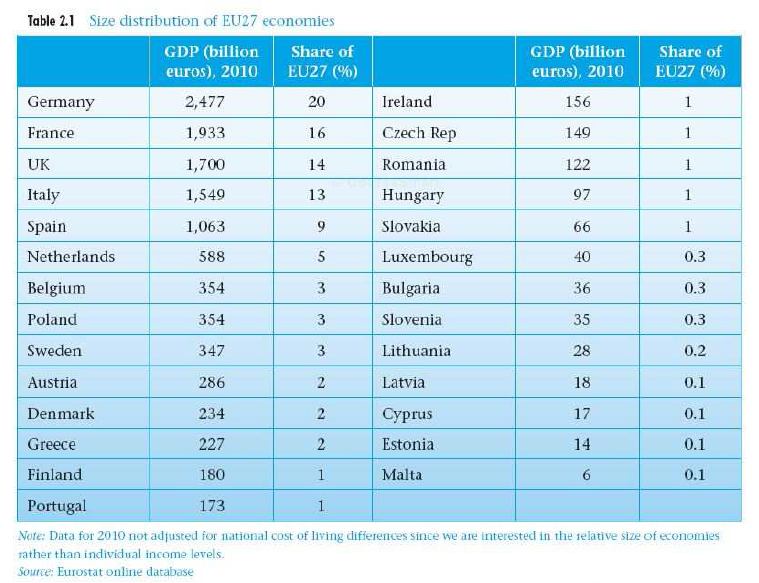 Table 2.1 Size distribution of EU27 economies
GDP (billion euros), 2010 Share of EU27 (%) GDP (billion euros), 2010 Share of EU27 (%)
Germany 2,477 20 Ireland 156 1
France 1,933 16 Czech Rep 149 1
UK 1,700 14 Romania 122 1
Italy 1,549 13 Hungary 97 1
Spain 1,063 9 Slovakia 66 1
Netherlands 588 5 Luxembourg 40 0.3
Belgium 354 3 Bulgaria 36 0.3
Poland 354 3 Slovenia 35 0.3
Sweden 347 3 Lithuania 28 0.2
Austria 286 2 Latvia 18 0.1
Denmark 234 2 Cyprus 17 0.1
Greece 227 2 Estonia 14 0.1
Finland 180 1 Malta 6 0.1
Portugal 173 1
Note: Data for 2010 not adjusted for national cost of living differences since we are interested in the relative size of economies
rather than individual income levels.
Source: Eurostat online database